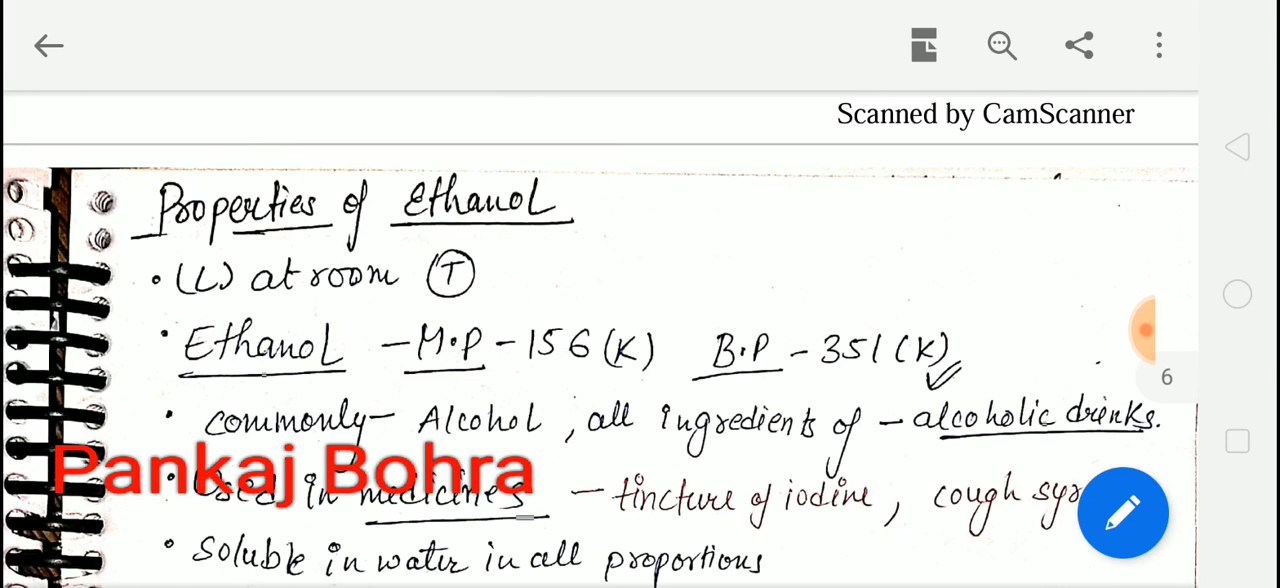 Scanned by CamScanner
Properties of Ethanol
• (L) at room (T)
• Ethanol - M.P - 156 (K) B.P - 351 (K)
6
• commonly - Alcohol, all ingredients of - alcoholic drinks.
Pankaj Bohra
• Used in medicines - tincture of iodine, cough
• Soluble in water in all proportions